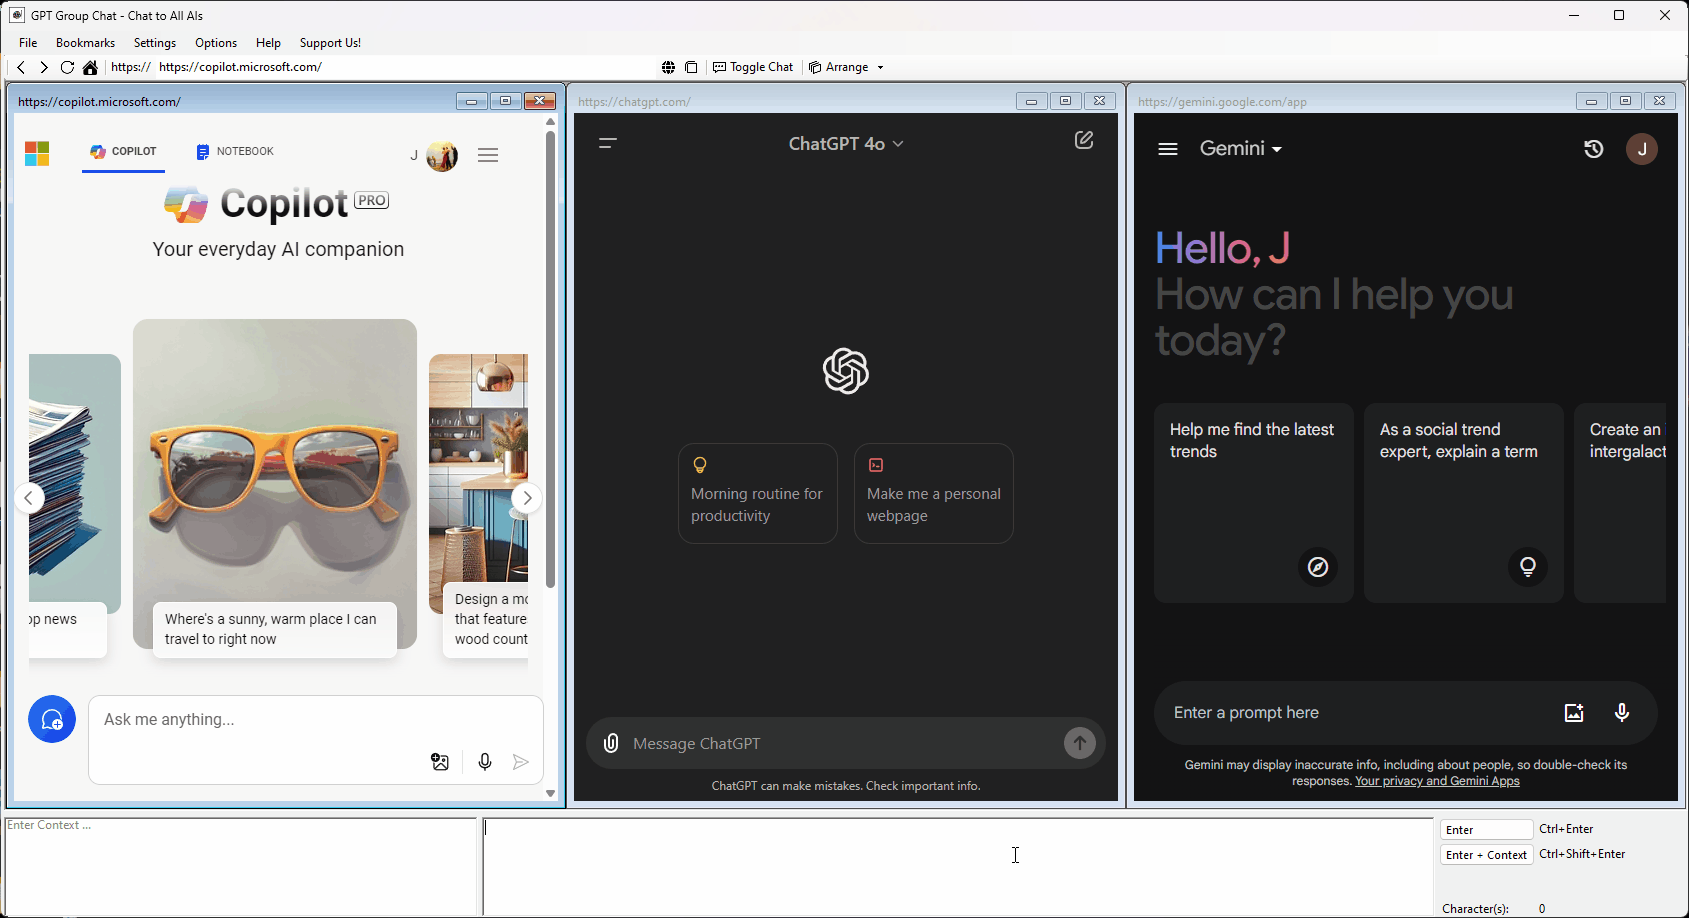 GPT Group Chat - Chat to All AIs
File Bookmarks Settings Options Help Support Us!
https:// https://copilot.microsoft.com/ Toggle Chat Arrange
https://copilot.microsoft.com/
COPILOT NOTEBOOK J
Copilot PRO
Your everyday AI companion
op news
Where's a sunny, warm place I can
travel to right now
Design a mo
that feature
wood count
Ask me anything...
https://chatgpt.com/
ChatGPT 4o
Morning routine for
productivity
Make me a personal
webpage
Message ChatGPT
ChatGPT can make mistakes. Check important info.
https://gemini.google.com/app
Gemini J
Hello, J
How can I help you
today?
Help me find the latest
trends
As a social trend
expert, explain a term
Create an
intergalact
Enter a prompt here
Gemini may display inaccurate info, including about people, so double-check its
responses. Your privacy and Gemini Apps
Enter Context ...
Enter Ctrl+Enter
Enter + Context Ctrl+Shift+Enter
Character(s): 0